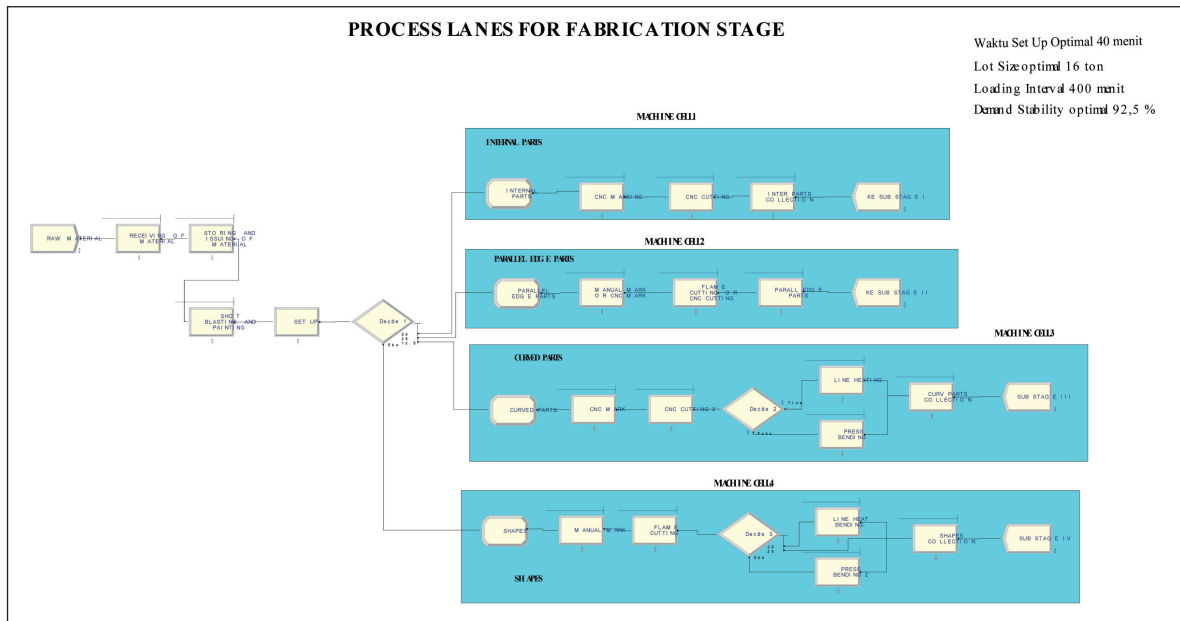 PROCESS LANES FOR FABRICATION STAGE
Waktu Set Up Optimal 40 menit
Lot Size optimal 16 ton
Loading Interval 400 menit
Demand Stability optimal 92,5 %
MACHINE CELL1
INTERNAL PARTS
INTERNAL
PARTS
CNC MARKING
CNC CUTTING
INTER PARTS
COLLECTION
KE SUB STAGE I
RAW MATERIAL
RECEIVING OF
MATERIAL
STORING AND
ISSUING OF
MATERIAL
MACHINE CELL2
PARALLEL EDGE PARTS
PARALEL
EDGE PARTS
MANUAL MARK
OR CNC MARK
FLAME
CUTTING OR
CNC CUTTING
PARALL EDGE
PARTS
KE SUB STAGE II
SHOT
BLASTING AND
PAINTING
SET UP
Decide 1
Else
MACHINE CELL3
CURVED PARTS
CURVED PARTS
CNC MARK
CNC CUTTING 2
Decide 2
True
False
LINE HEATING
PRESS
BENDING
CURV PARTS
COLLECTION
SUB STAGE III
MACHINE CELL4
SHAPES
MANUAL MARK
FLAME
CUTTING
Decide 3
Else
LINE HEAT
BENDING
PRESS
BENDING 2
SHAPES
COLLECTION
SUB STAGE IV
SHAPES